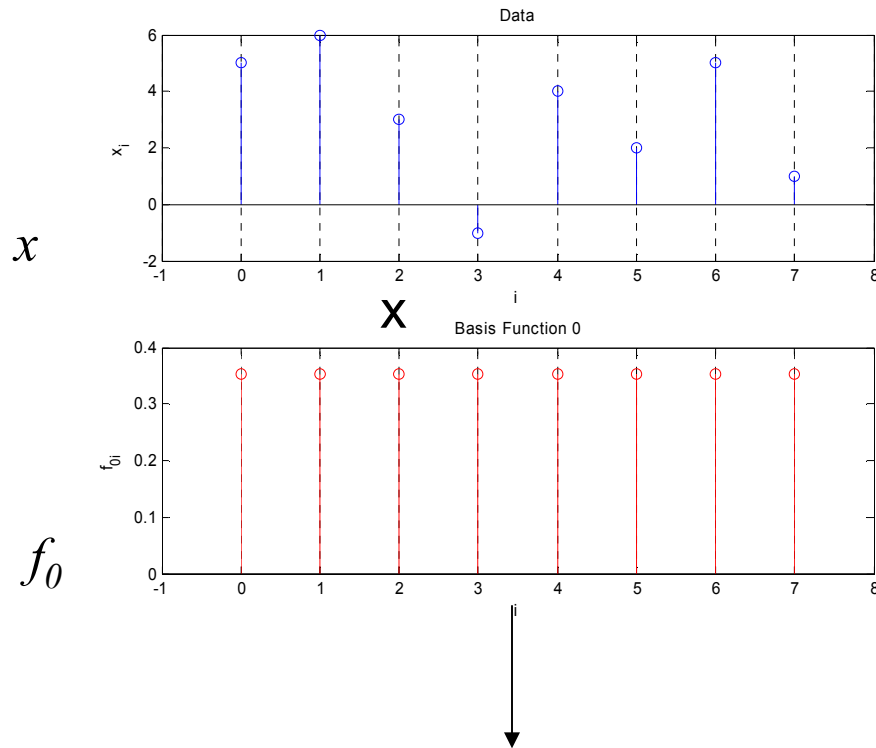 Data
6
4
2
0
-2
x_i
-1 0 1 2 3 4 5 6 7 8
i
x
x
Basis Function 0
0.4
0.3
0.2
0.1
0
f_0i
-1 0 1 2 3 4 5 6 7 8
i
f_0